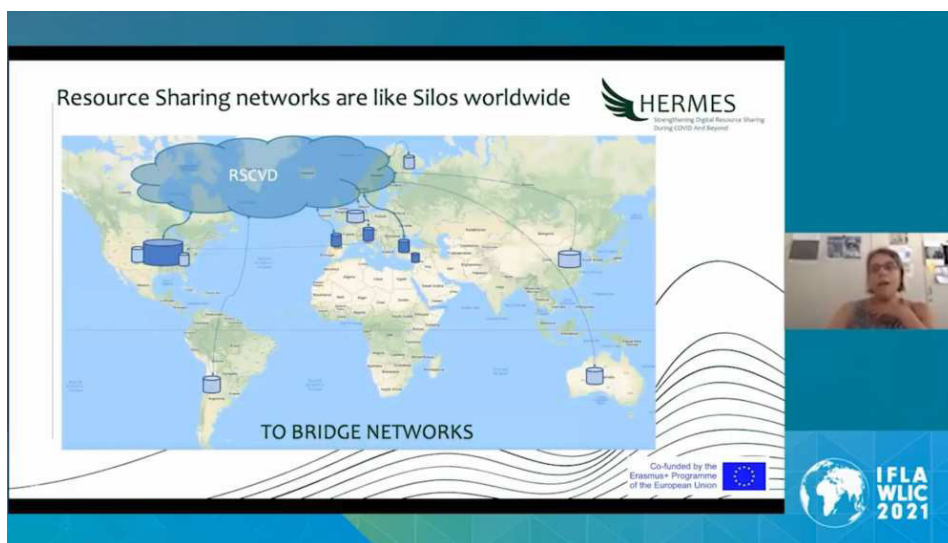 Resource Sharing networks are like Silos worldwide
HERMES
Strengthening Digital Resource Sharing
During COVID And Beyond
RSCVD
TO BRIDGE NETWORKS
Co-funded by the
Erasmus+ Programme
of the European Union
IFLA
WLIC
2021